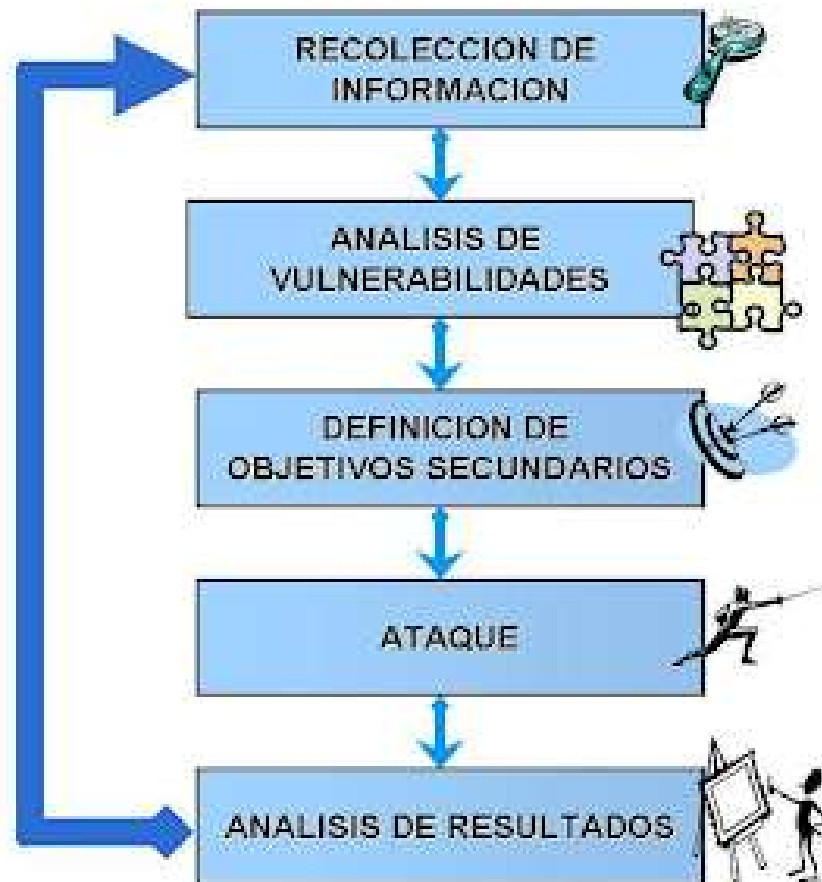 RECOLECCION DE
INFORMACION
ANALISIS DE
VULNERABILIDADES
DEFINICION DE
OBJETIVOS SECUNDARIOS
ATAQUE
ANALISIS DE RESULTADOS